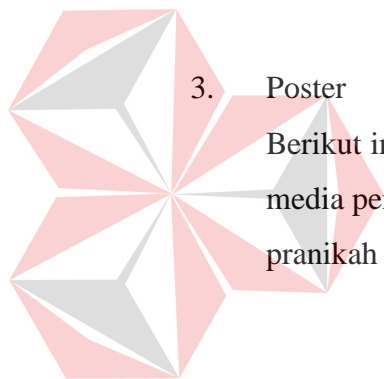 3. Poster
Berikut in
media pe
pranikah